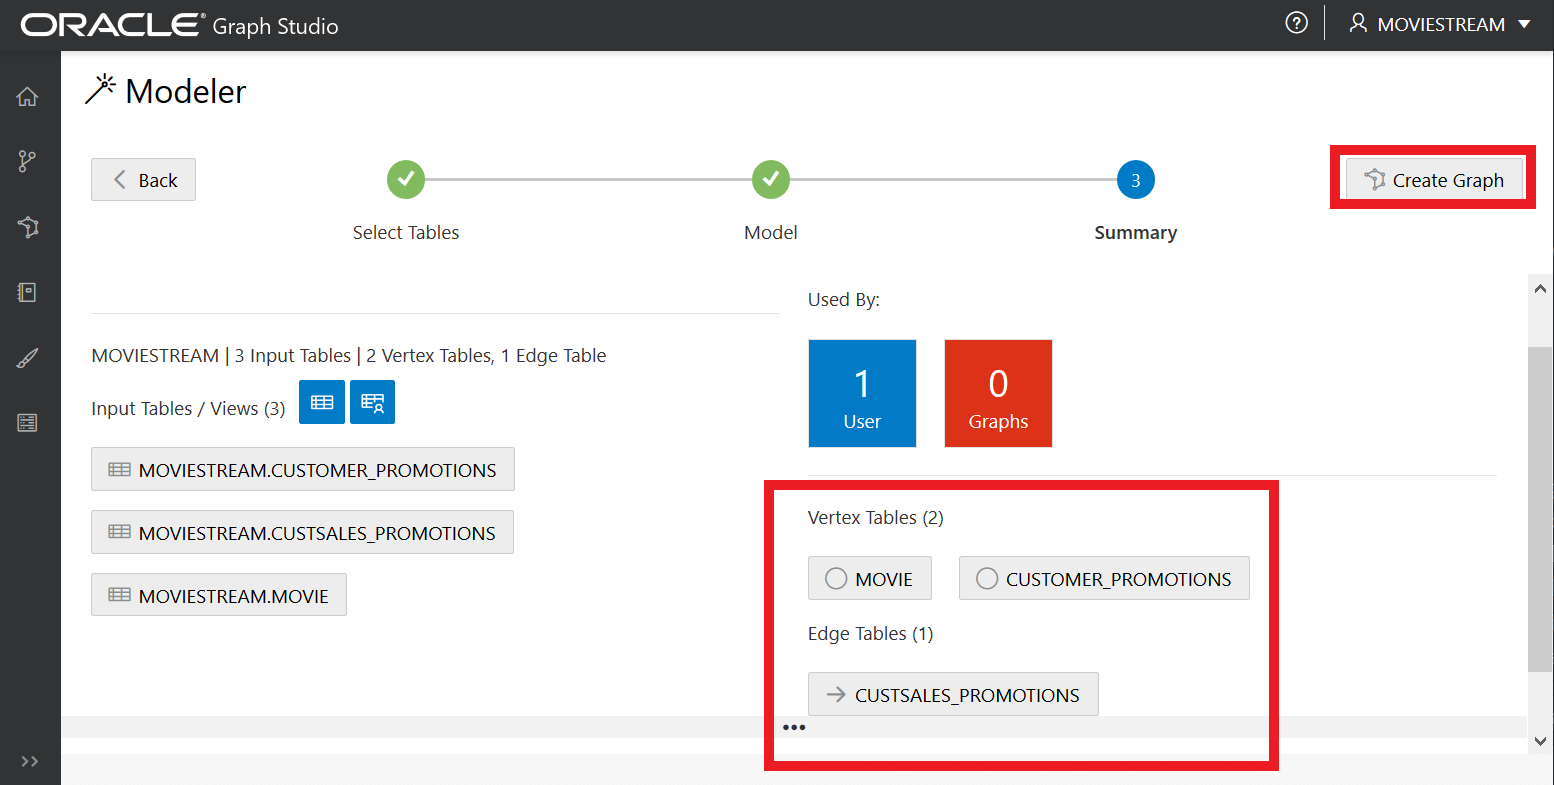 ORACLE® Graph Studio
MOVIESTREAM
Modeler
Back
Select Tables
Model
3
Summary
Create Graph
MOVIESTREAM | 3 Input Tables | 2 Vertex Tables, 1 Edge Table
Input Tables / Views (3)
MOVIESTREAM.CUSTOMER_PROMOTIONS
MOVIESTREAM.CUSTSALES_PROMOTIONS
MOVIESTREAM.MOVIE
Used By:
1
User
0
Graphs
Vertex Tables (2)
MOVIE
CUSTOMER_PROMOTIONS
Edge Tables (1)
CUSTSALES_PROMOTIONS